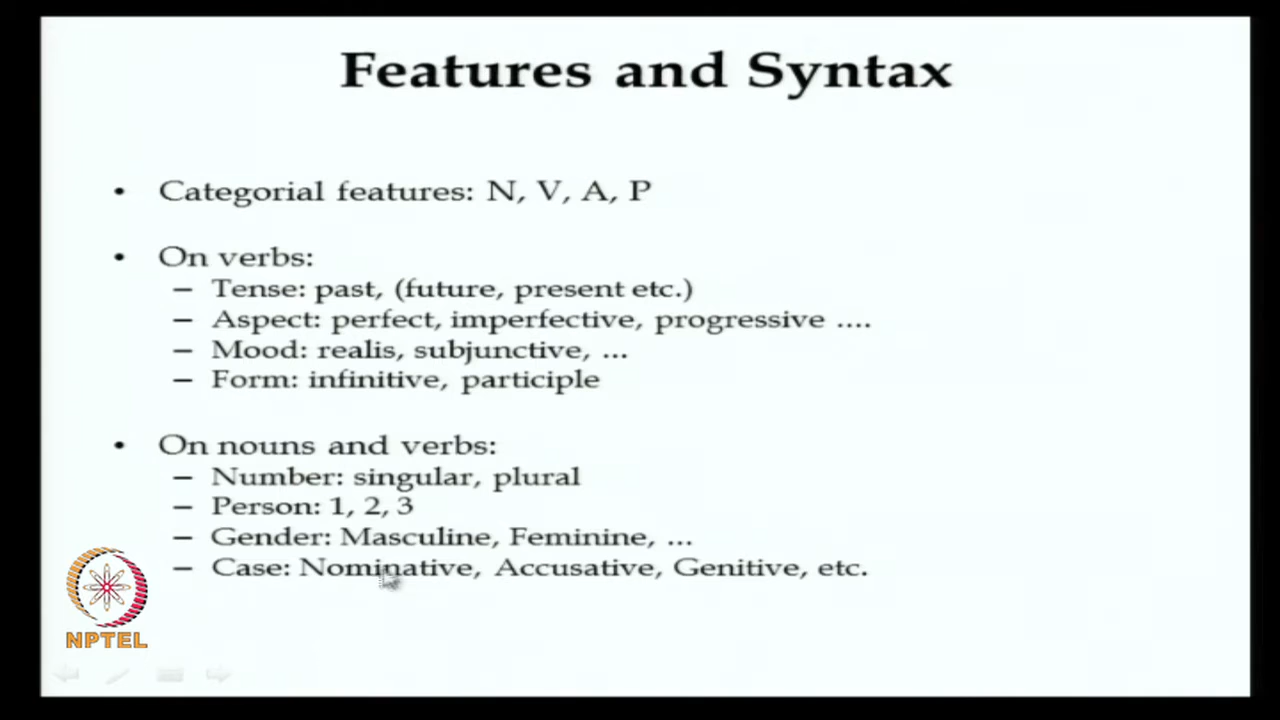 Features and Syntax
• Categorial features: N, V, A, P
• On verbs:
– Tense: past, (future, present etc.)
– Aspect: perfect, imperfective, progressive ....
– Mood: realis, subjunctive, ...
– Form: infinitive, participle
• On nouns and verbs:
– Number: singular, plural
– Person: 1, 2, 3
– Gender: Masculine, Feminine, ...
– Case: Nominative, Accusative, Genitive, etc.
NPTEL